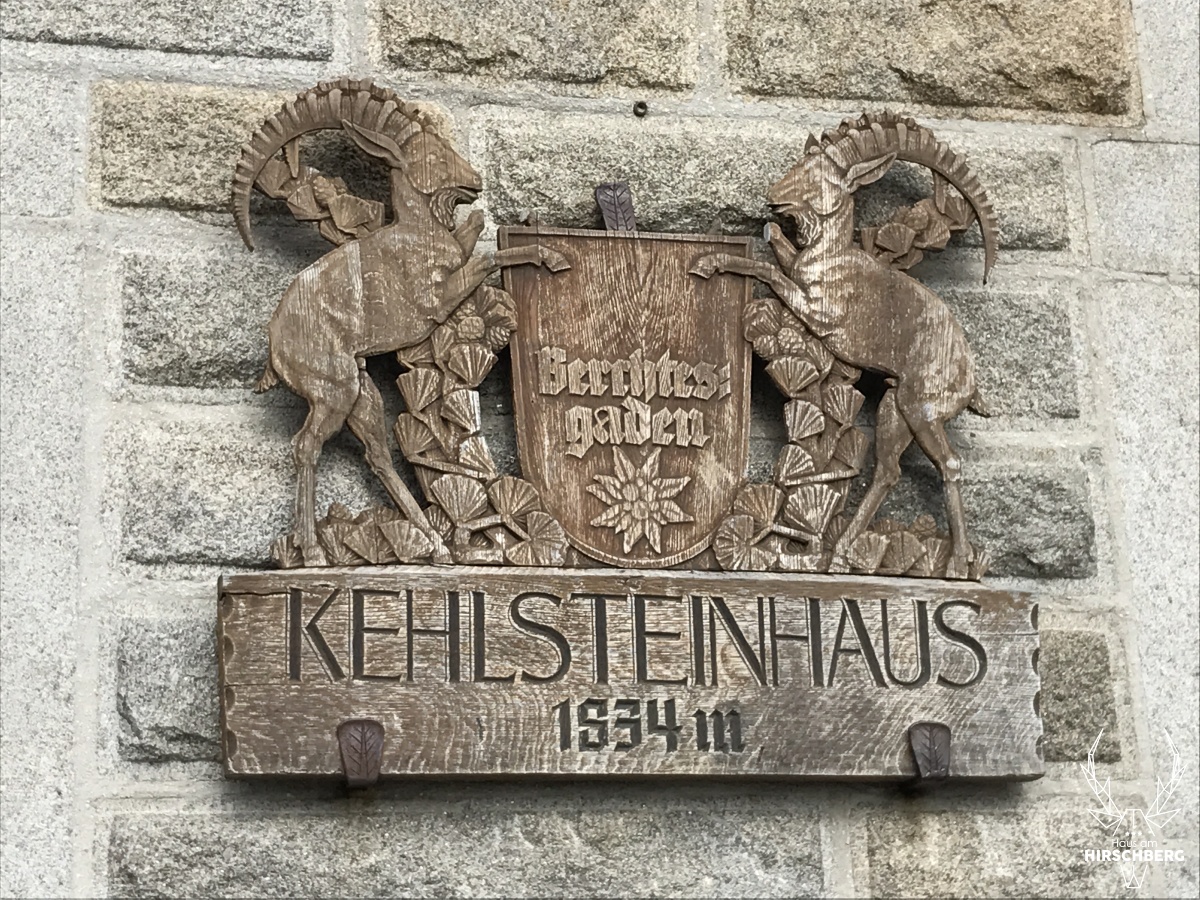 Berchtes=
gaden
KEHLSTEINHAUS
1834 m
Haus am
HIRSCHBERG